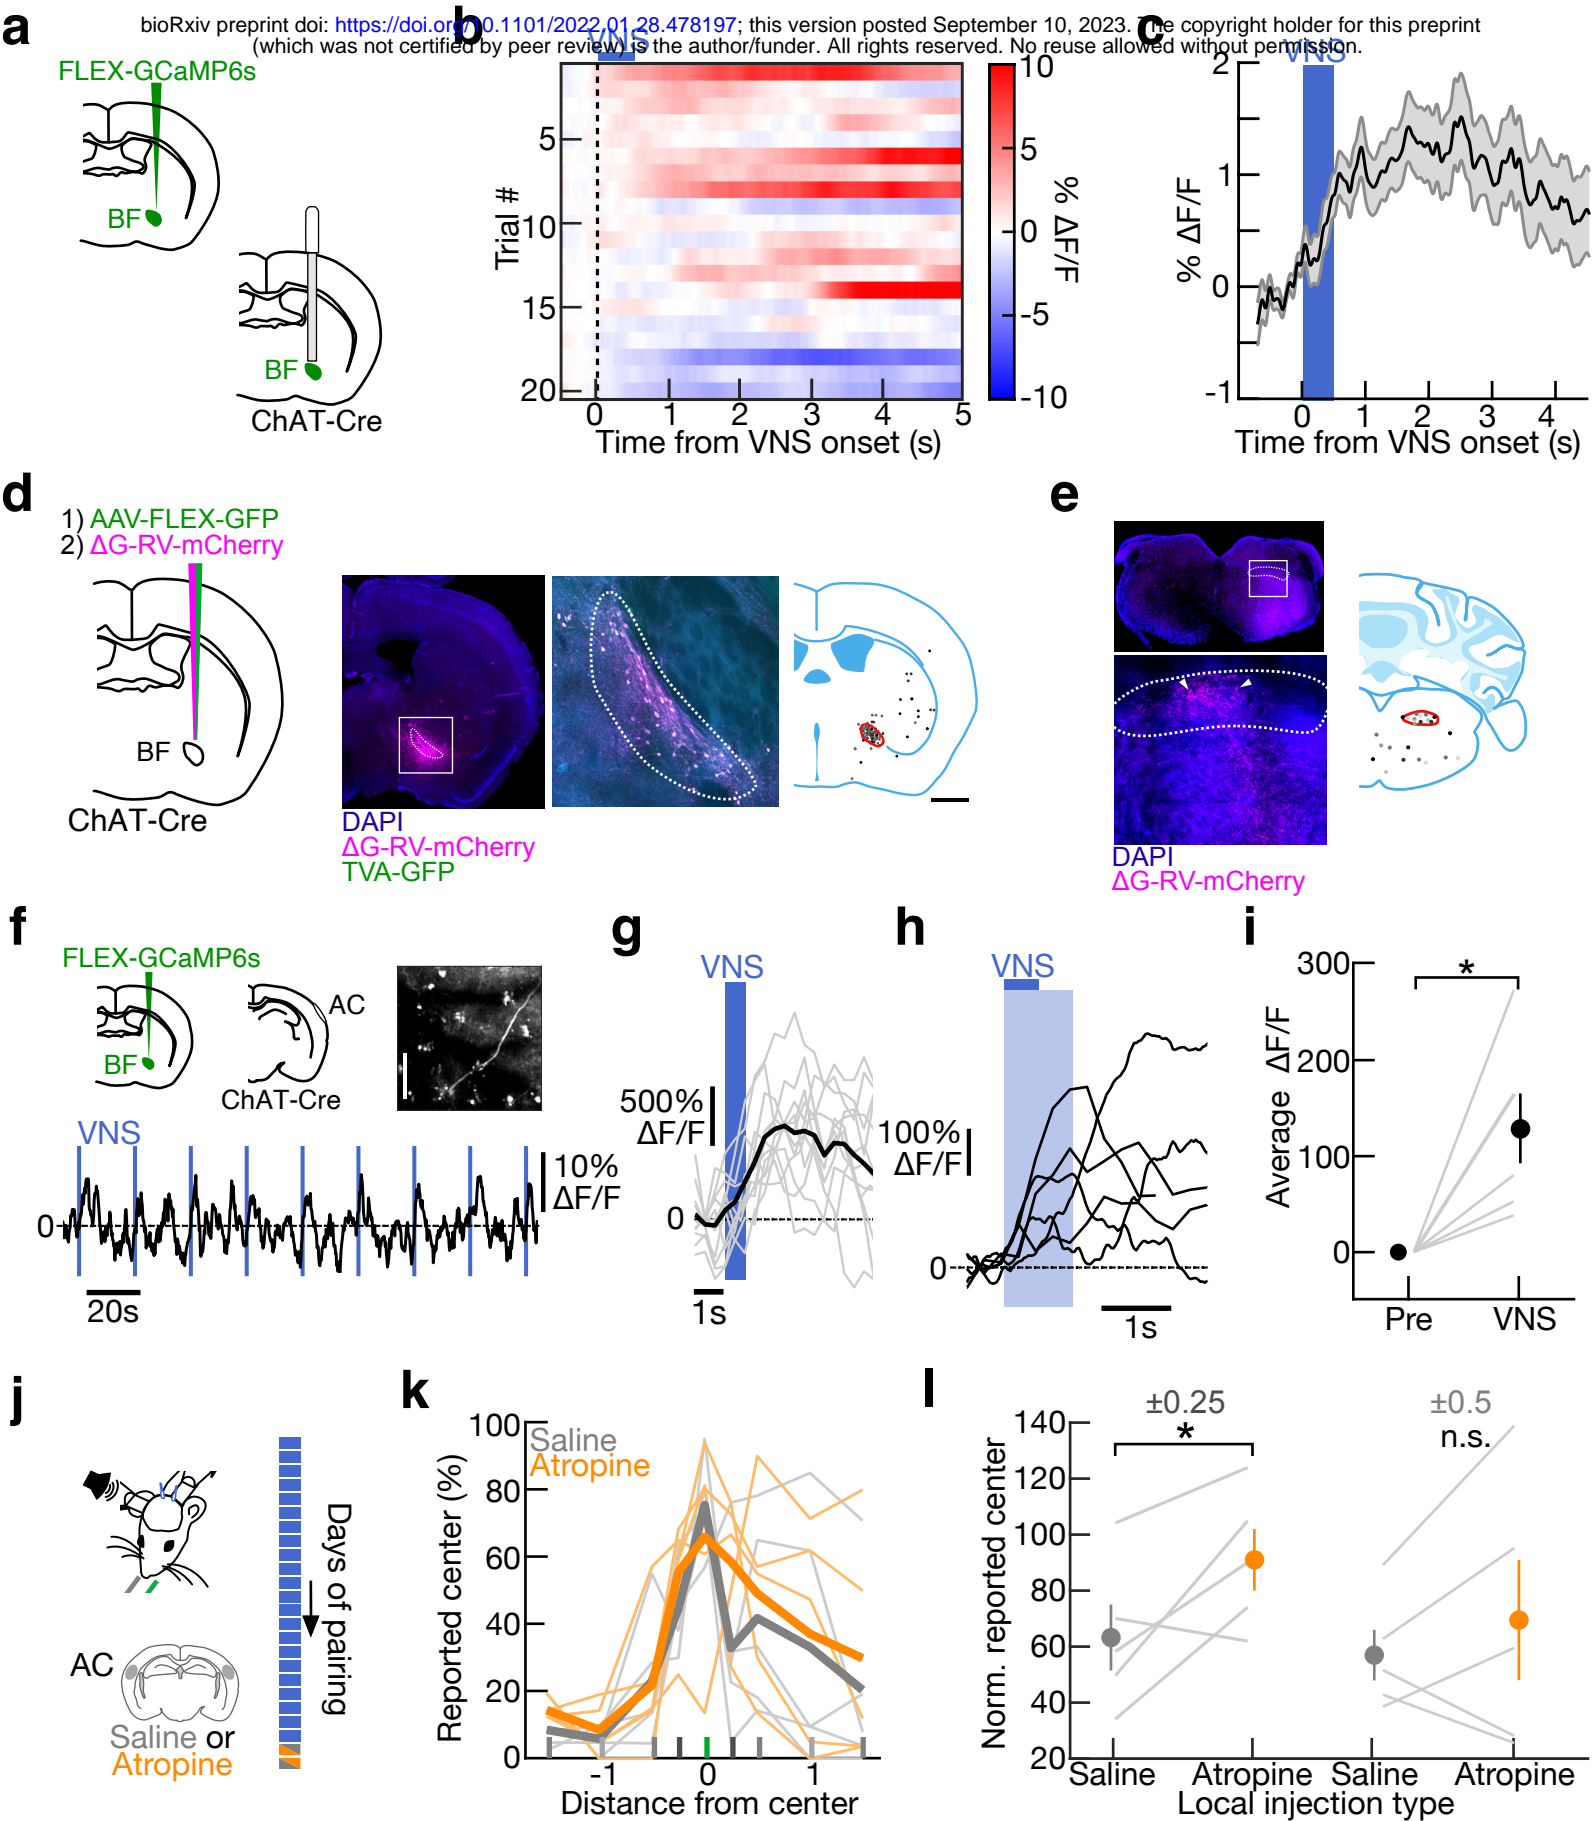 bioRxiv preprint doi: https://doi.org/10.1101/2022.01.28.478197; this version posted September 10, 2023. The copyright holder for this preprint
(which was not certified by peer review) is the author/funder. All rights reserved. No reuse allowed without permission.
a
FLEX-GCaMP6s
BF
BF
ChAT-Cre
b
VNS
Trial #
5
10
15
20
0 1 2 3 4 5
Time from VNS onset (s)
10
5
0
-5
-10
% ΔF/F
c
VNS
% ΔF/F
2
1
0
-1
0 1 2 3 4
Time from VNS onset (s)
d
1) AAV-FLEX-GFP
2) ΔG-RV-mCherry
BF
ChAT-Cre
DAPI
ΔG-RV-mCherry
TVA-GFP
e
DAPI
ΔG-RV-mCherry
f
FLEX-GCaMP6s
BF
AC
ChAT-Cre
VNS
10%
ΔF/F
0
20s
g
VNS
500%
ΔF/F
0
1s
h
VNS
100%
ΔF/F
0
1s
i
Average ΔF/F
300
200
100
0
*
Pre VNS
j
AC
Saline or
Atropine
Days of pairing
k
Reported center (%)
100
80
60
40
20
0
Saline
Atropine
-1 0 1
Distance from center
l
Norm. reported center
140
120
100
80
60
40
20
±0.25
*
±0.5
n.s.
Saline Atropine Saline Atropine
Local injection type